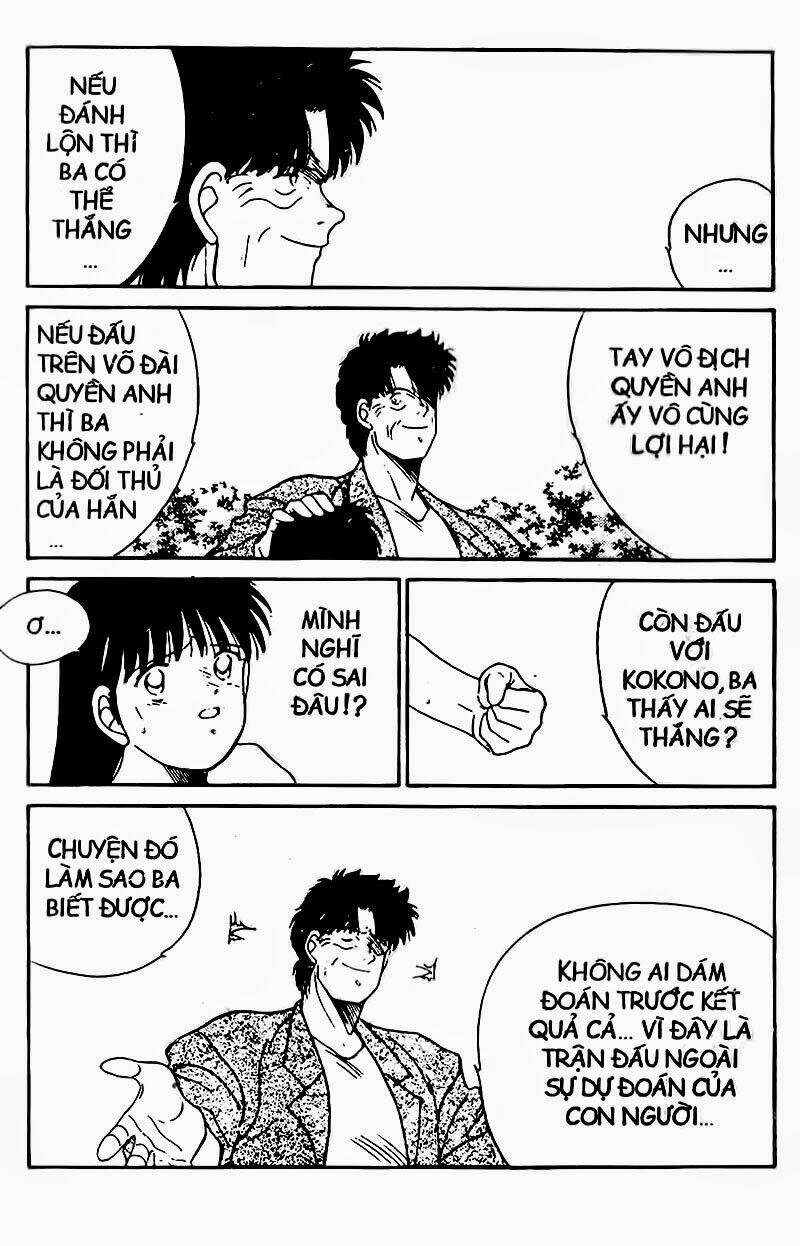 NẾU
ĐÁNH
LỘN THÌ
BA CÓ
THỂ
THẮNG
...
NHƯNG
...
NẾU ĐẤU
TRÊN VÕ ĐÀI
QUYỀN ANH
THÌ BA
KHÔNG PHẢI
LÀ ĐỐI THỦ
CỦA HẮN
...
TAY VÔ ĐỊCH
QUYỀN ANH
ẤY VÔ CÙNG
LỢI HẠI!
Ơ...
MÌNH
NGHĨ
CÓ SAI
ĐÂU!?
CÒN ĐẤU
VỚI
KOKONO, BA
THẤY AI SẼ
THẮNG?
CHUYỆN ĐÓ
LÀM SAO BA
BIẾT ĐƯỢC...
KHÔNG AI DÁM
ĐOÁN TRƯỚC KẾT
QUẢ CẢ... VÌ ĐÂY LÀ
TRẬN ĐẤU NGOÀI
SỰ DỰ ĐOÁN CỦA
CON NGƯỜI...